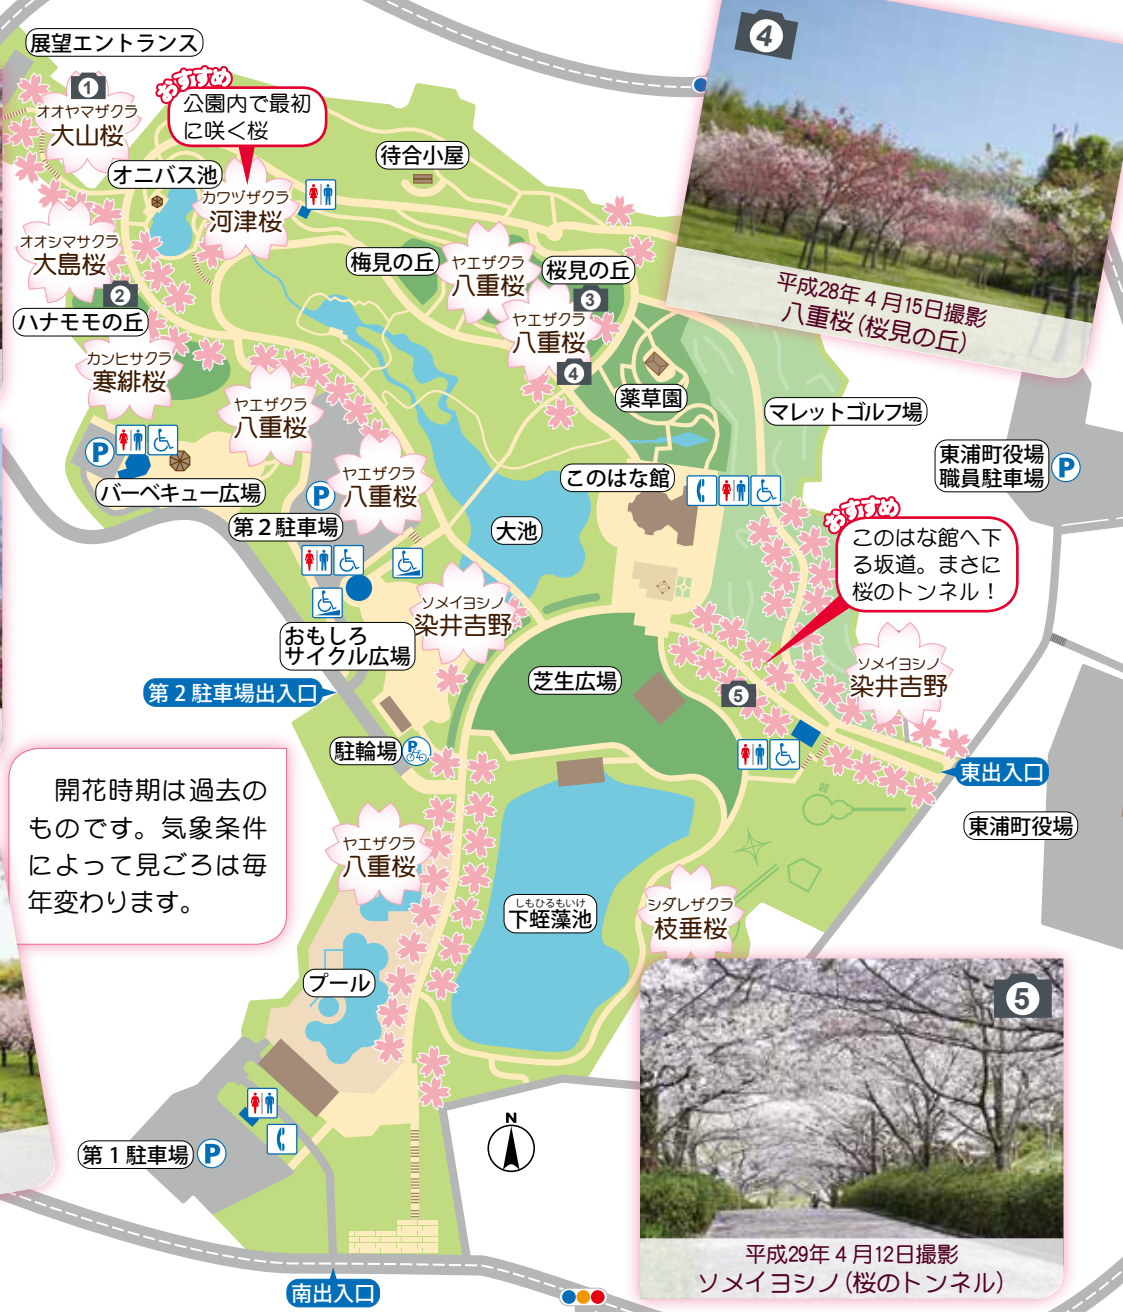 展望エントランス
1
オオヤマザクラ
大山桜
おすすめ
公園内で最初
に咲く桜
待合小屋
オニバス池
カワヅザクラ
河津桜
オオシマザクラ
大島桜
2
ハナモモの丘
カンヒサクラ
寒緋桜
梅見の丘
ヤエザクラ
八重桜
桜見の丘
3
ヤエザクラ
八重桜
4
薬草園
マレットゴルフ場
4
平成28年4月15日撮影
八重桜(桜見の丘)
東浦町役場
職員駐車場
P
ヤエザクラ
八重桜
P
バーベキュー広場
ヤエザクラ
八重桜
P
第2駐車場
大池
このはな館
おすすめ
このはな館へ下
る坂道。まさに
桜のトンネル！
ソメイヨシノ
染井吉野
おもしろ
サイクル広場
第2駐車場出入口
芝生広場
5
ソメイヨシノ
染井吉野
駐輪場
P
東出入口
東浦町役場
開花時期は過去の
ものです。気象条件
によって見ごろは毎
年変わります。
ヤエザクラ
八重桜
しもひるもいけ
下蛭藻池
シダレザクラ
枝垂桜
プール
第1駐車場
P
N
南出入口
5
平成29年4月12日撮影
ソメイヨシノ(桜のトンネル)